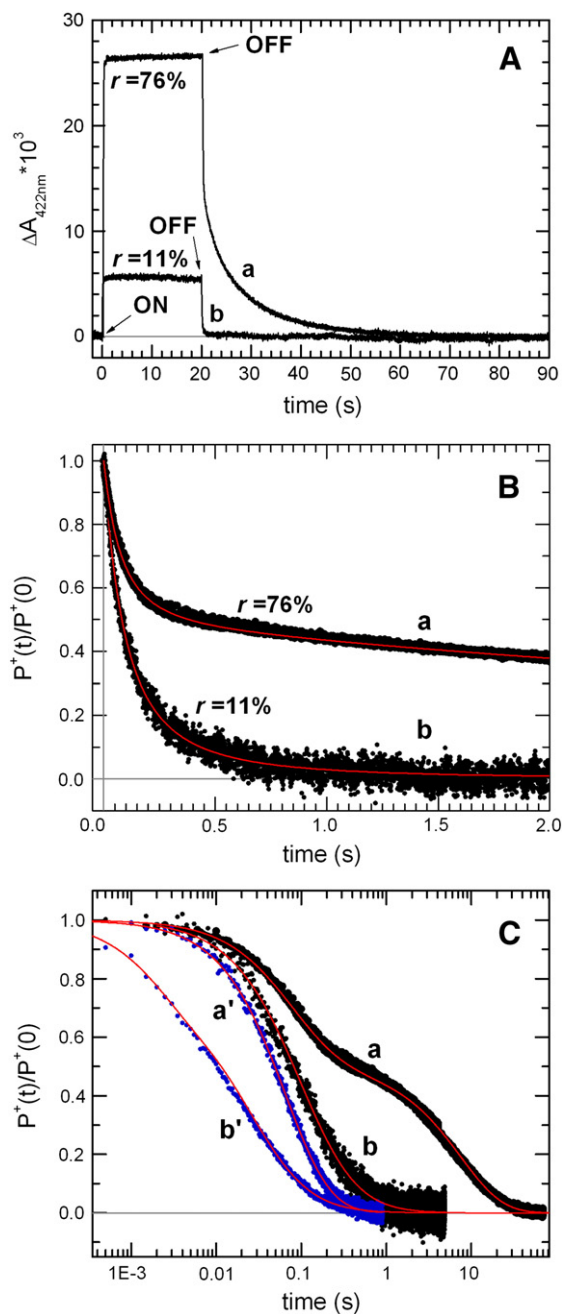 A
ΔA422nm*10³
30
20
10
0
OFF
r =76%
OFF
r =11%
ON
a
b
0 10 20 30 40 50 60 70 80 90
time (s)
B
P⁺(t)/P⁺(0)
1.0
0.8
0.6
0.4
0.2
0.0
r =76%
a
r =11%
b
0.0 0.5 1.0 1.5 2.0
time (s)
C
P⁺(t)/P⁺(0)
1.0
0.8
0.6
0.4
0.2
0.0
a'
a
b'
b
1E-3 0.01 0.1 1 10
time (s)